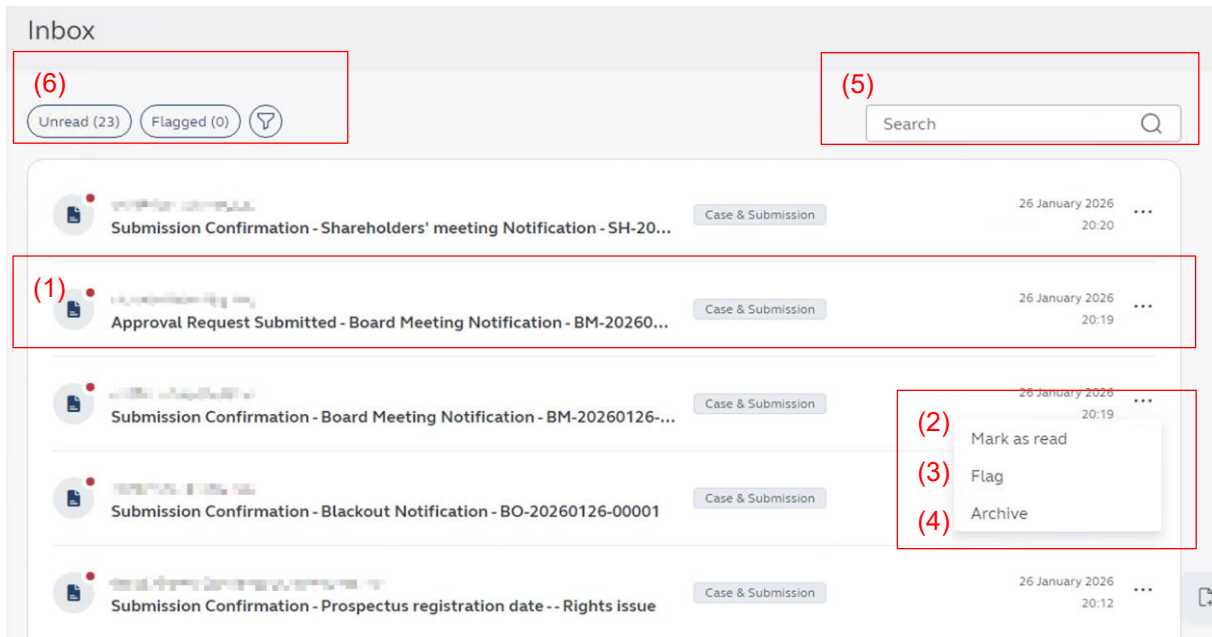 Inbox
(6)
(5)
Unread (23)
Flagged (0)
Search
Submission Confirmation - Shareholders' meeting Notification - SH-20...
Case & Submission
26 January 2026
20:20
(1)
Approval Request Submitted - Board Meeting Notification - BM-20260...
Case & Submission
26 January 2026
20:19
Submission Confirmation - Board Meeting Notification - BM-20260126-...
Case & Submission
26 January 2026
20:19
(2)
Mark as read
(3)
Flag
(4)
Archive
Submission Confirmation - Blackout Notification - BO-20260126-00001
Case & Submission
Submission Confirmation - Prospectus registration date -- Rights issue
Case & Submission
26 January 2026
20:12